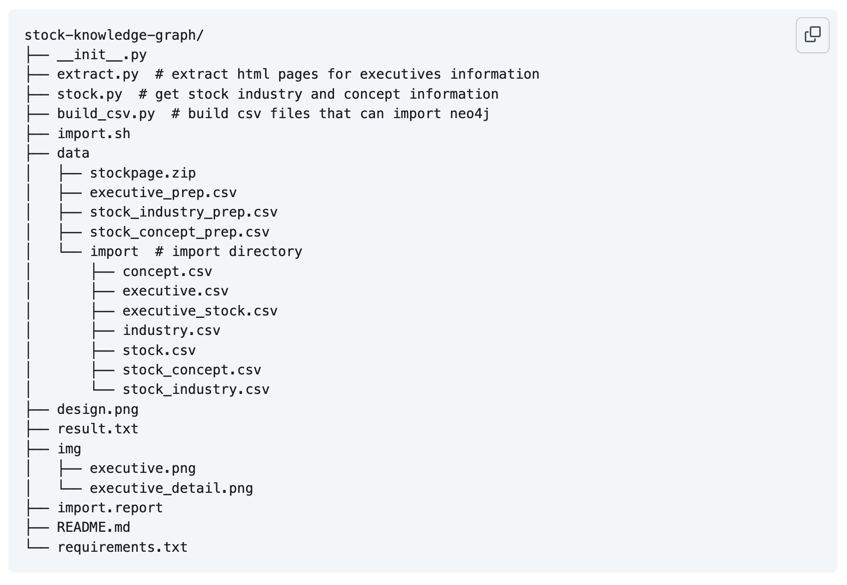 stock-knowledge-graph/
├── __init__.py
├── extract.py  # extract html pages for executives information
├── stock.py  # get stock industry and concept information
├── build_csv.py  # build csv files that can import neo4j
├── import.sh
├── data
│   ├── stockpage.zip
│   ├── executive_prep.csv
│   ├── stock_industry_prep.csv
│   ├── stock_concept_prep.csv
│   └── import  # import directory
│       ├── concept.csv
│       ├── executive.csv
│       ├── executive_stock.csv
│       ├── industry.csv
│       ├── stock.csv
│       ├── stock_concept.csv
│       └── stock_industry.csv
├── design.png
├── result.txt
├── img
│   ├── executive.png
│   └── executive_detail.png
├── import.report
├── README.md
└── requirements.txt